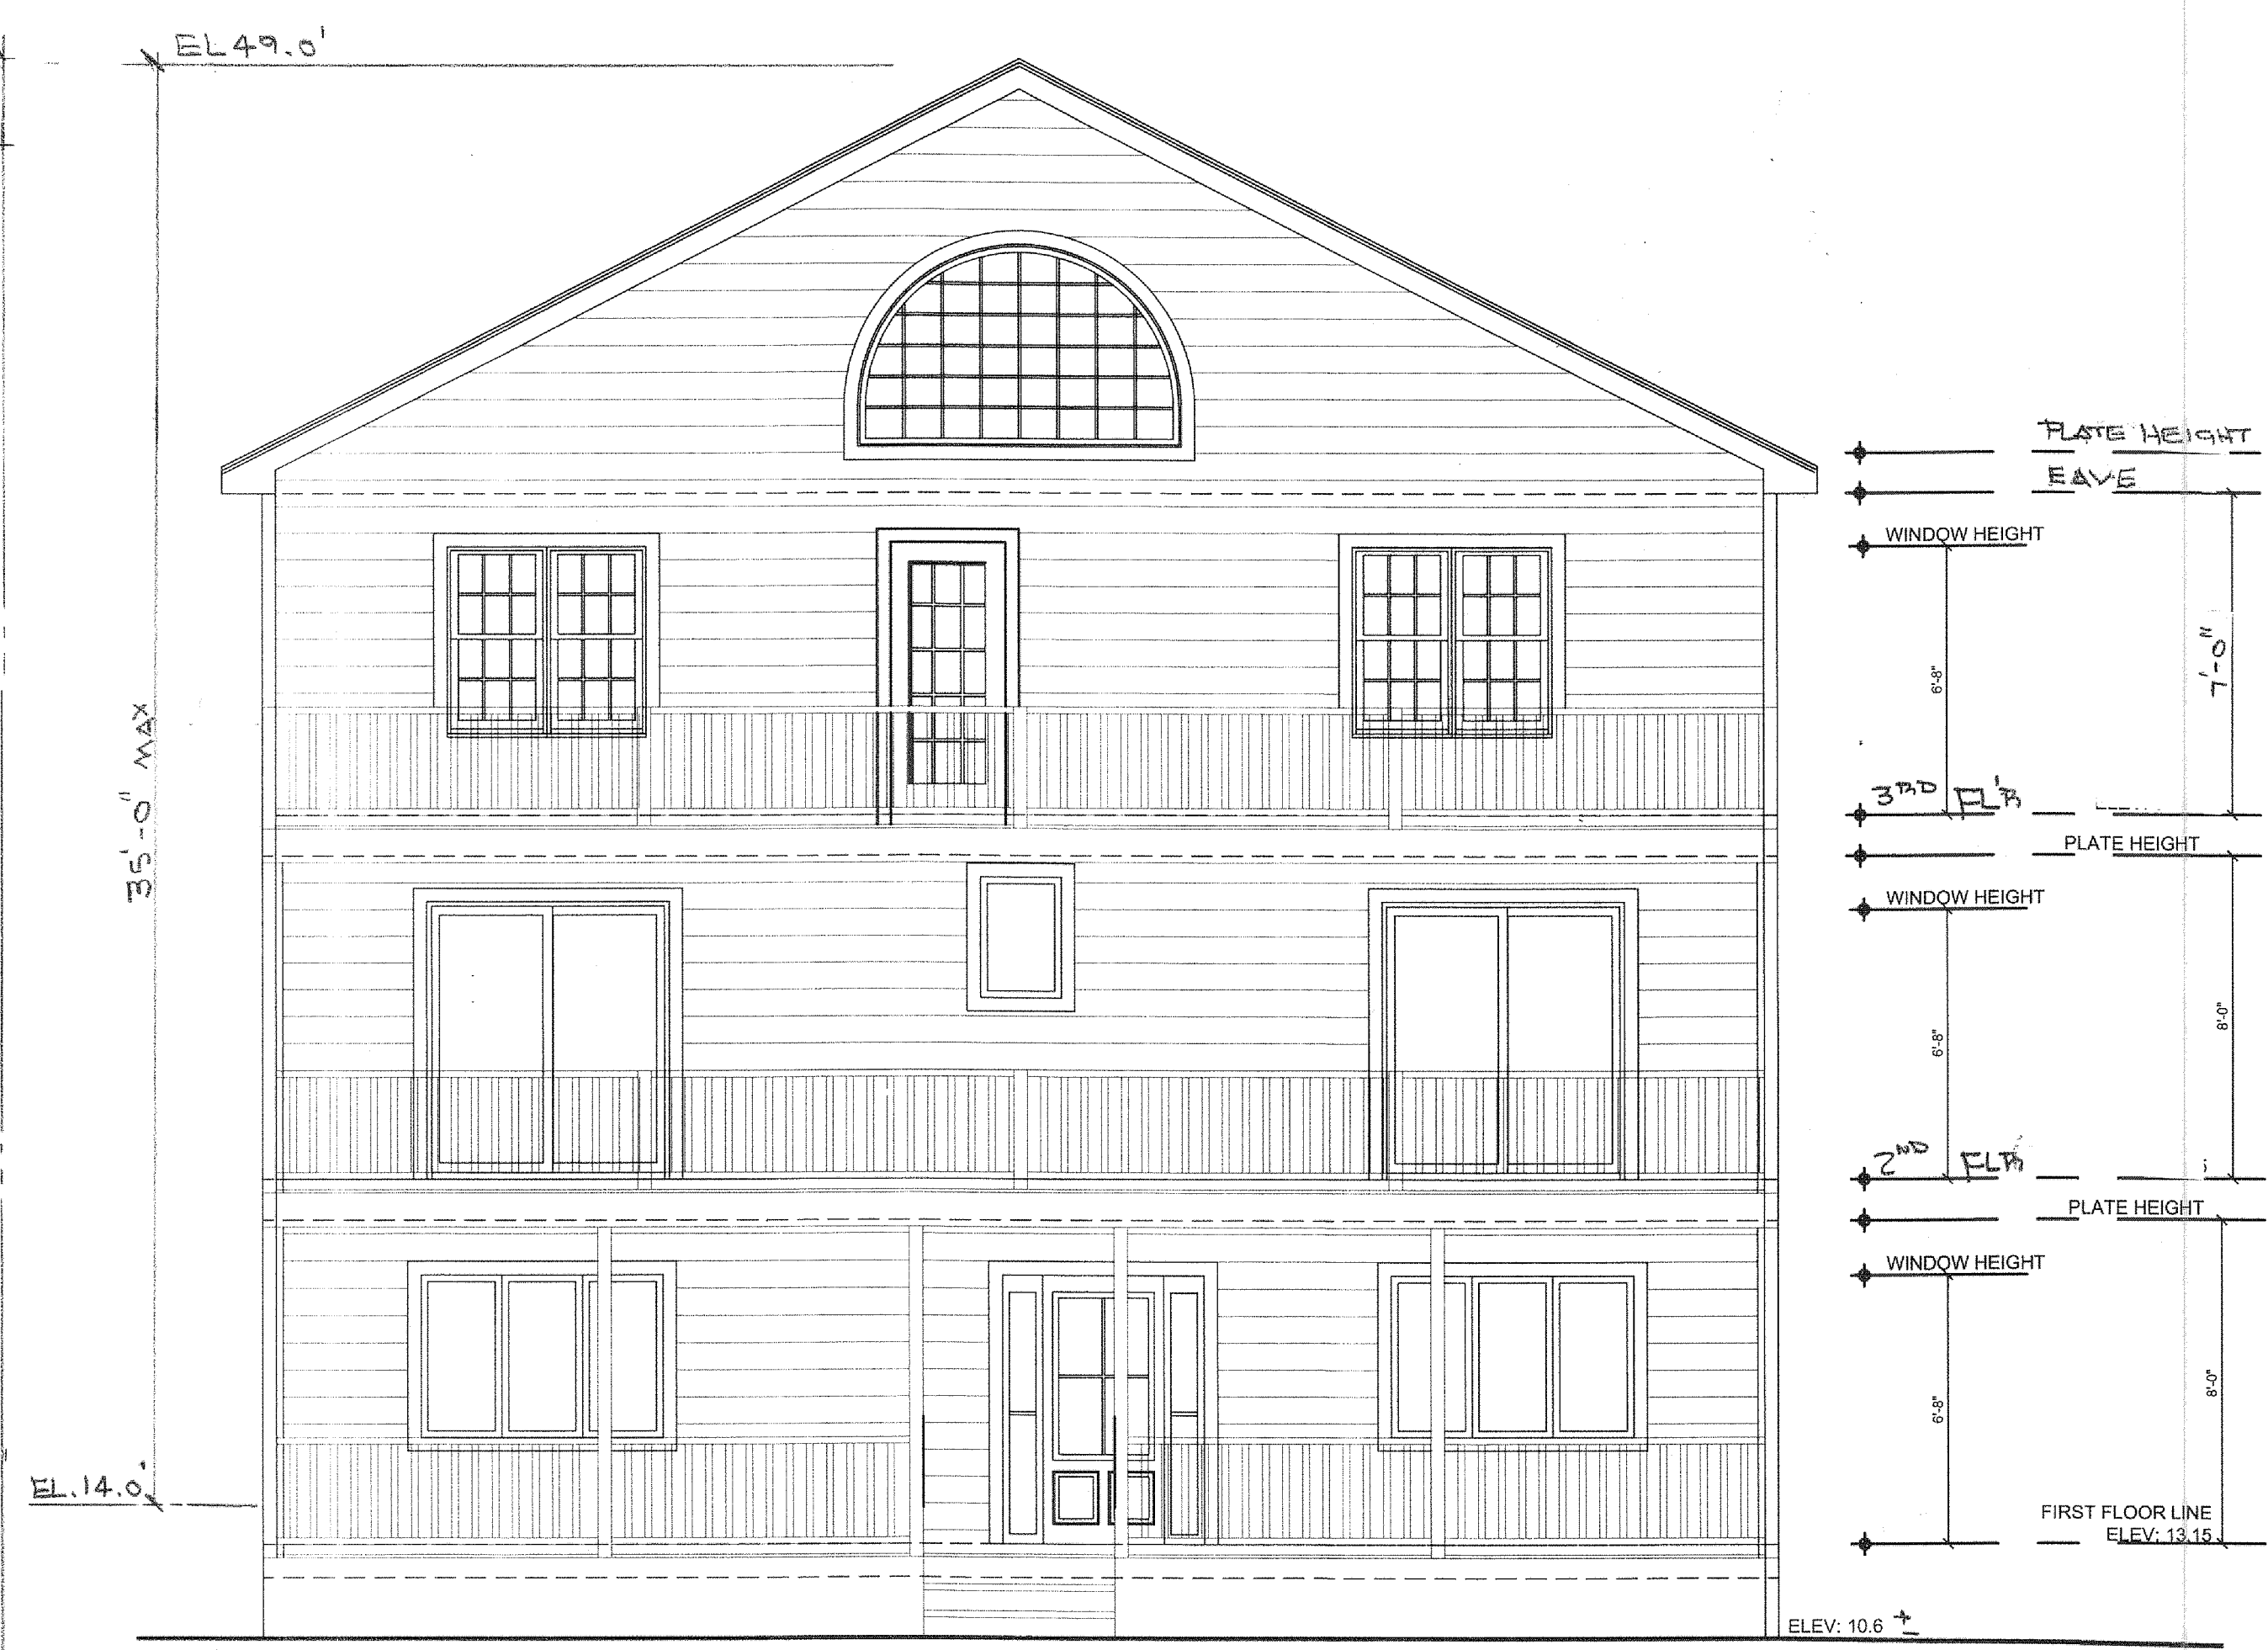 EL 49.0'
PLATE HEIGHT
EAVE
WINDOW HEIGHT
6'-8"
7'-0"
35'-0" MAX
3RD FL'R
PLATE HEIGHT
WINDOW HEIGHT
6'-8"
8'-0"
2ND FLR
PLATE HEIGHT
WINDOW HEIGHT
6'-8"
8'-0"
EL.14.0'
FIRST FLOOR LINE
ELEV: 13.15
ELEV: 10.6 ±